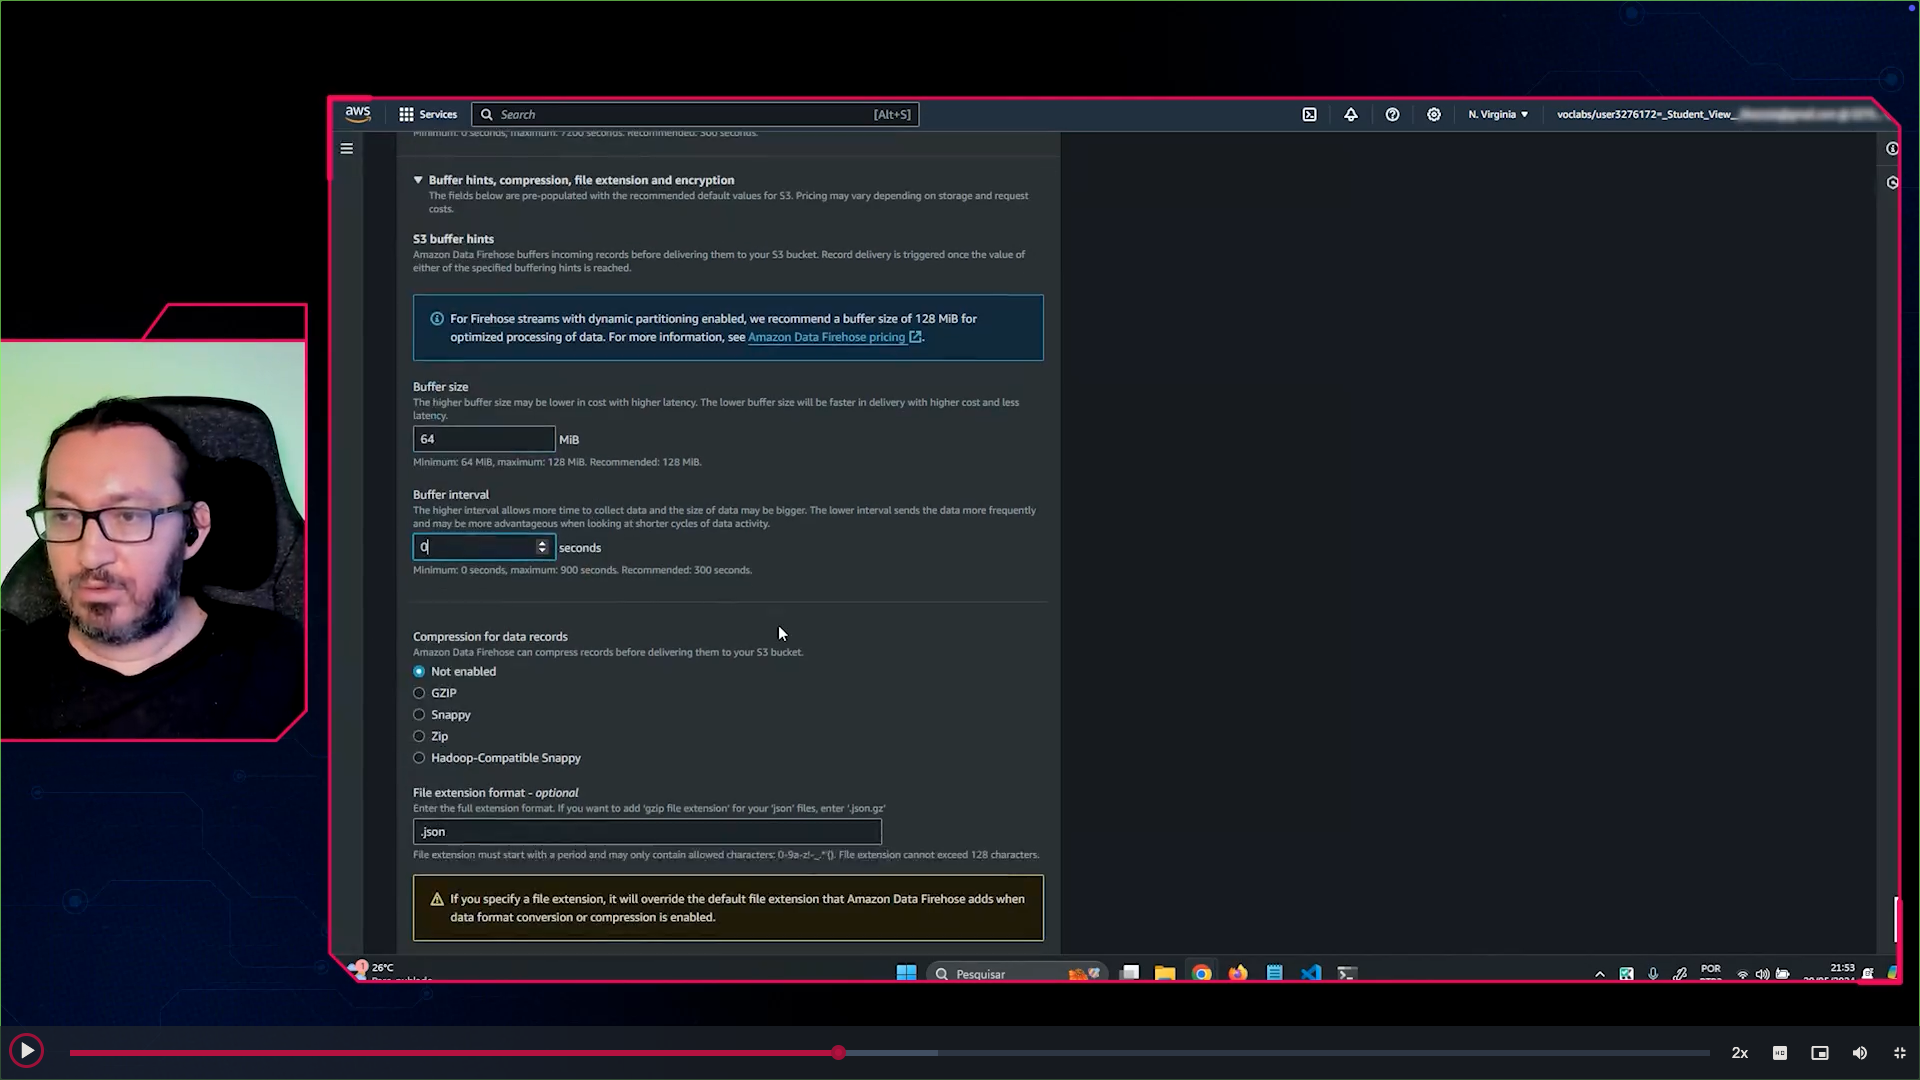 aws
Services
Search
[Alt+S]
N. Virginia
voclabs/user3276172=_Student_View_
Minimum: 0 seconds, maximum: 7200 seconds. Recommended: 300 seconds.
Buffer hints, compression, file extension and encryption
The fields below are pre-populated with the recommended default values for S3. Pricing may vary depending on storage and request
costs.
S3 buffer hints
Amazon Data Firehose buffers incoming records before delivering them to your S3 bucket. Record delivery is triggered once the value of
either of the specified buffering hints is reached.
For Firehose streams with dynamic partitioning enabled, we recommend a buffer size of 128 MiB for
optimized processing of data. For more information, see Amazon Data Firehose pricing.
Buffer size
The higher buffer size may be lower in cost with higher latency. The lower buffer size will be faster in delivery with higher cost and less
latency.
64 MiB
Minimum: 64 MiB, maximum: 128 MiB. Recommended: 128 MiB.
Buffer interval
The higher interval allows more time to collect data and the size of data may be bigger. The lower interval sends the data more frequently
and may be more advantageous when looking at shorter cycles of data activity.
0 seconds
Minimum: 0 seconds, maximum: 900 seconds. Recommended: 300 seconds.
Compression for data records
Amazon Data Firehose can compress records before delivering them to your S3 bucket.
Not enabled
GZIP
Snappy
Zip
Hadoop-Compatible Snappy
File extension format - optional
Enter the full extension format. If you want to add 'gzip file extension' for your 'json' files, enter '.json.gz'
.json
File extension must start with a period and may only contain allowed characters: 0-9a-z!-_.*'(). File extension cannot exceed 128 characters.
If you specify a file extension, it will override the default file extension that Amazon Data Firehose adds when
data format conversion or compression is enabled.
1
26°C
Pesquisar
POR
21:53
2x
HD